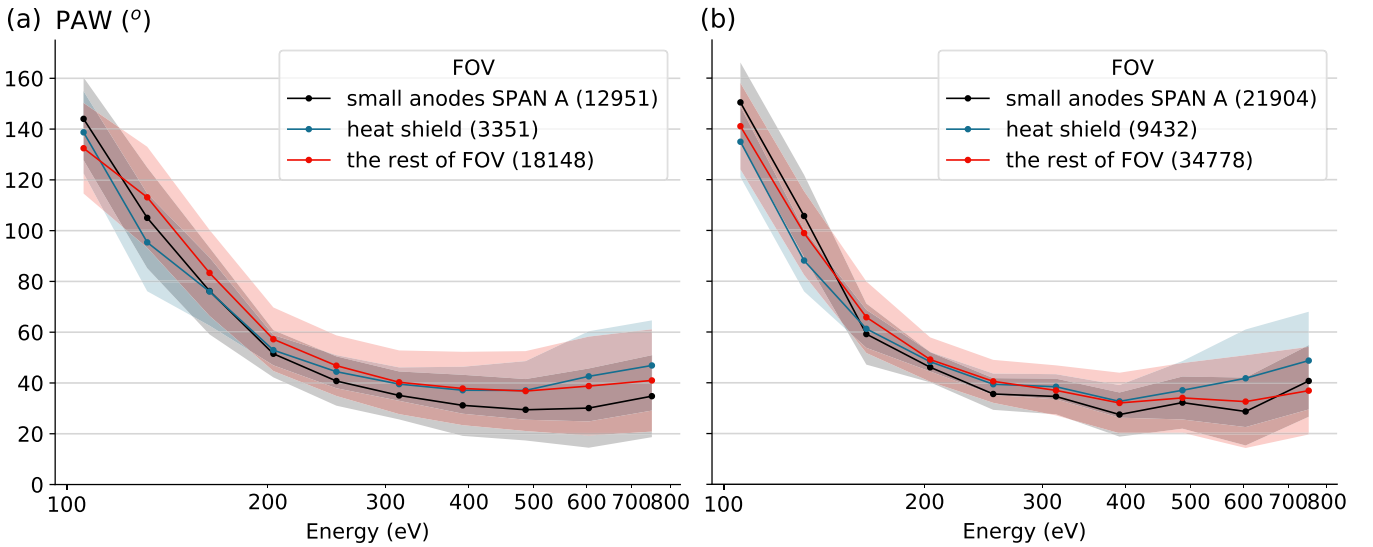 (a) PAW (°)
FOV
small anodes SPAN A (12951)
heat shield (3351)
the rest of FOV (18148)
160
140
120
100
80
60
40
20
0
100 200 300 400 500 600 700 800
Energy (eV)
(b)
FOV
small anodes SPAN A (21904)
heat shield (9432)
the rest of FOV (34778)
100 200 300 400 500 600 700 800
Energy (eV)